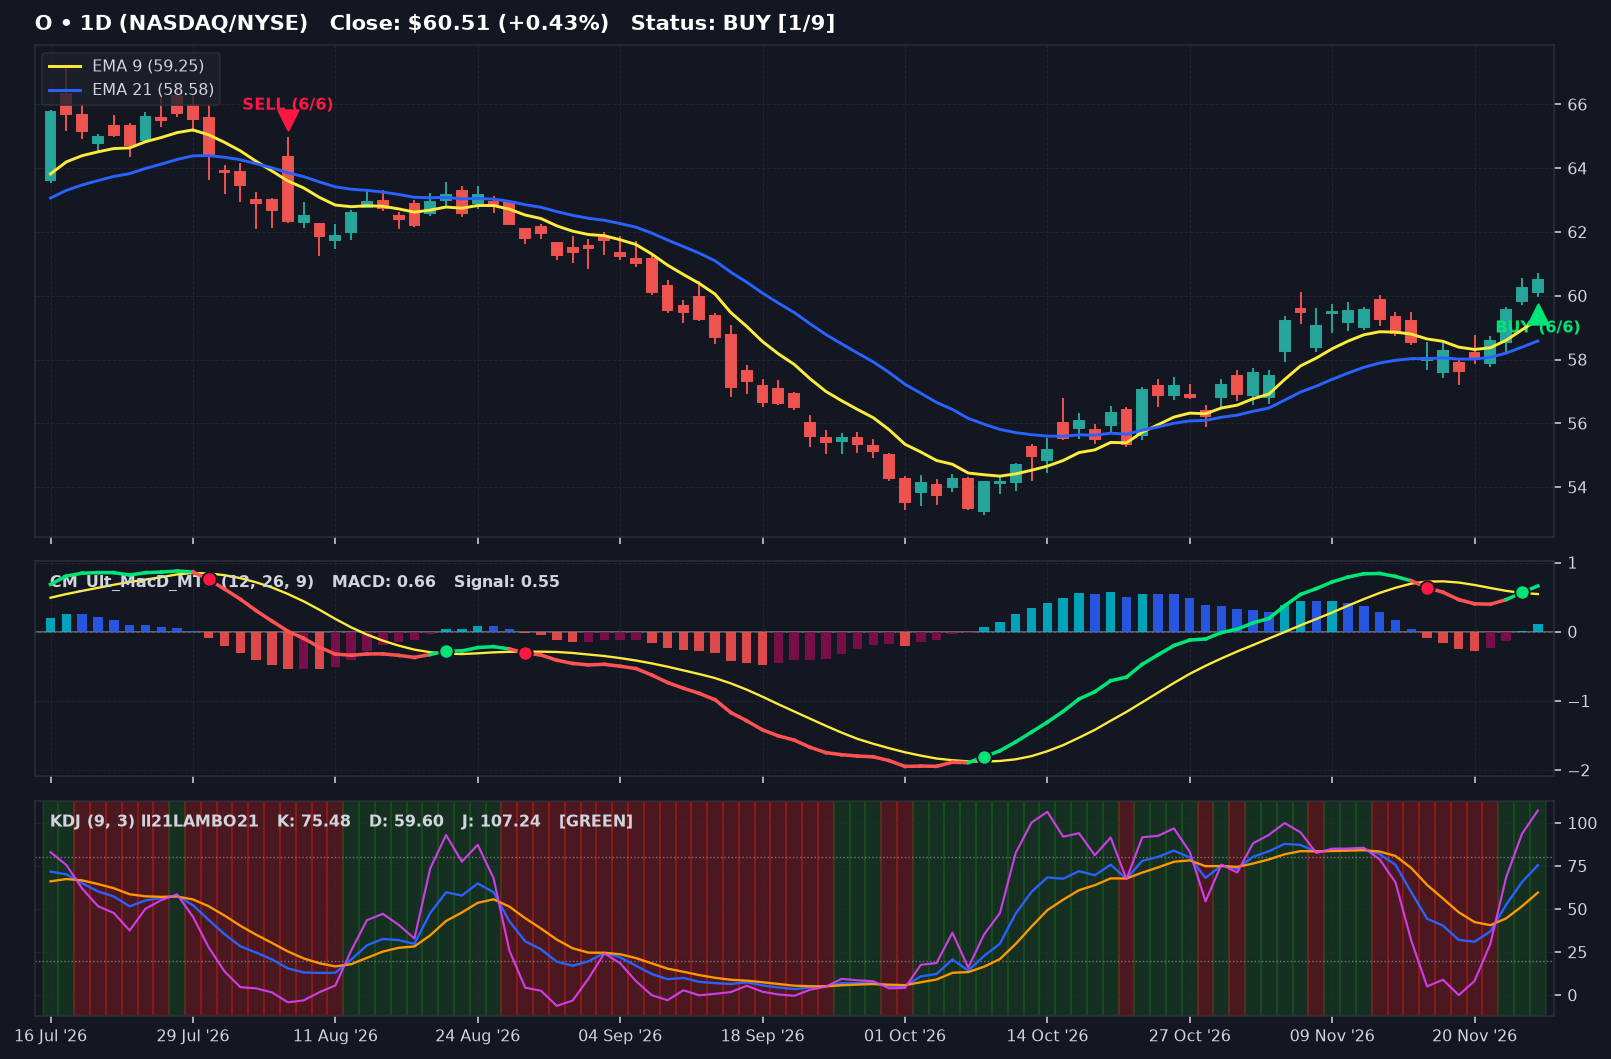 O • 1D (NASDAQ/NYSE)   Close: $60.51 (+0.43%)   Status: BUY [1/9]
EMA 9 (59.25)
EMA 21 (58.58)
SELL (6/6)
BUY (6/6)
66
64
62
60
58
56
54
CM_Ult_MacD_MTF (12, 26, 9)   MACD: 0.66   Signal: 0.55
1
0
−1
−2
KDJ (9, 3) II21LAMBO21   K: 75.48   D: 59.60   J: 107.24   [GREEN]
100
75
50
25
0
16 Jul '26   29 Jul '26   11 Aug '26   24 Aug '26   04 Sep '26   18 Sep '26   01 Oct '26   14 Oct '26   27 Oct '26   09 Nov '26   20 Nov '26